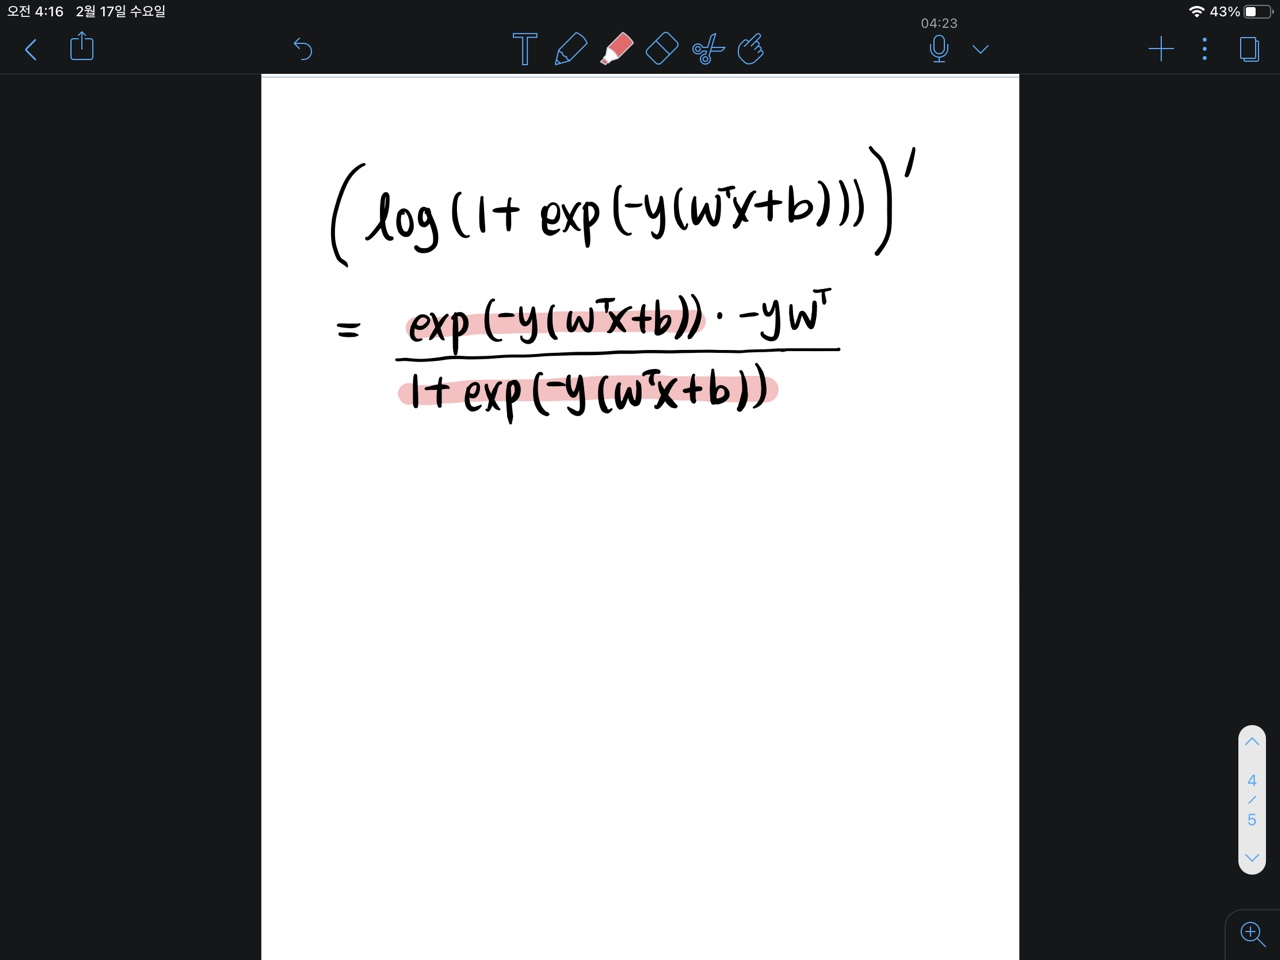 오전 4:16 2월 17일 수요일
43%
04:23
T
(log(1+ exp(-y(wᵀx+b))))′
= exp(-y(wᵀx+b)) · -ywᵀ
1+ exp(-y(wᵀx+b))
4
/
5